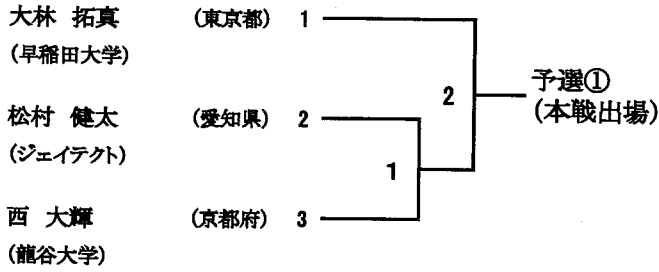 大林 拓真 (東京都) 1
(早稲田大学)
2 予選①
(本戦出場)
松村 健太 (愛知県) 2
(ジェイテクト)
1
西 大輝 (京都府) 3
(龍谷大学)